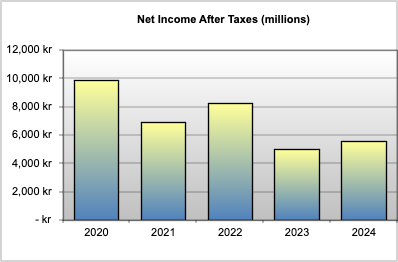 Net Income After Taxes (millions)
12,000 kr
10,000 kr
8,000 kr
6,000 kr
4,000 kr
2,000 kr
- kr
2020 2021 2022 2023 2024